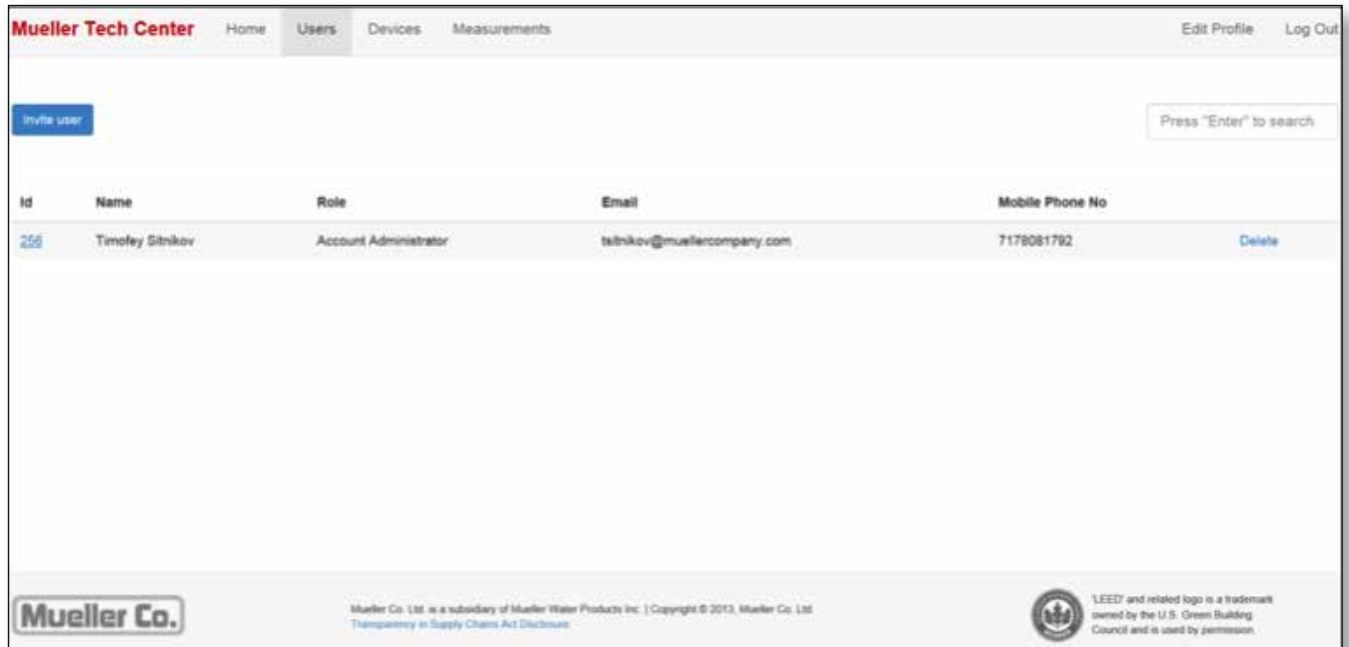 Mueller Tech Center Home Users Devices Measurements Edit Profile Log Out
Invite user Press "Enter" to search
Id Name Role Email Mobile Phone No
256 Timofey Sitnikov Account Administrator tsitnikov@muellercompany.com 7178081792 Delete
Mueller Co.
Mueller Co. Ltd. is a subsidiary of Mueller Water Products Inc. | Copyright © 2013, Mueller Co. Ltd.
Transparency in Supply Chains Act Disclosure
'LEED' and related logo is a trademark
owned by the U.S. Green Building
Council and is used by permission.